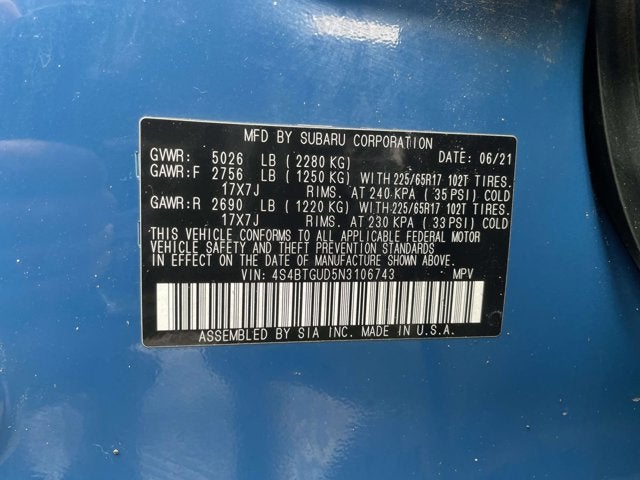 MFD BY SUBARU CORPORATION
GVWR: 5026 LB ( 2280 KG) DATE: 06/21
GAWR:F 2756 LB ( 1250 KG) WITH 225/65R17 102T TIRES.
17X7J RIMS. AT 240 KPA ( 35 PSI) COLD
GAWR:R 2690 LB ( 1220 KG) WITH 225/65R17 102T TIRES.
17X7J RIMS. AT 230 KPA ( 33 PSI) COLD
THIS VEHICLE CONFORMS TO ALL APPLICABLE FEDERAL MOTOR
VEHICLE SAFETY AND THEFT PREVENTION STANDARDS
IN EFFECT ON THE DATE OF MANUFACTURE SHOWN ABOVE.
VIN: 4S4BTGUD5N3106743 MPV
ASSEMBLED BY SIA INC. MADE IN U.S.A.